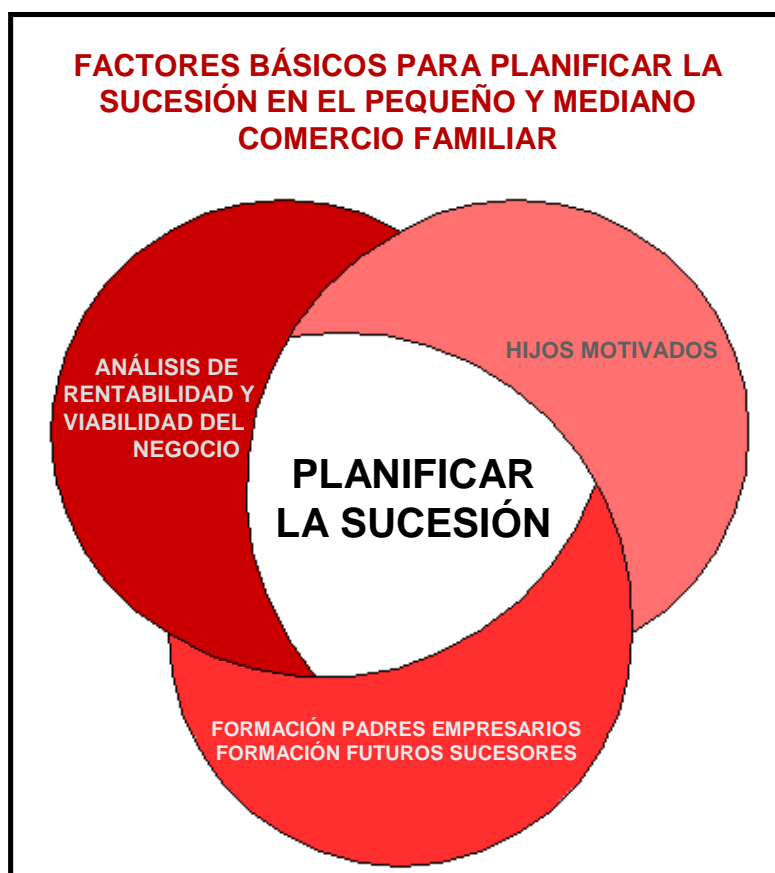 FACTORES BÁSICOS PARA PLANIFICAR LA
SUCESIÓN EN EL PEQUEÑO Y MEDIANO
COMERCIO FAMILIAR
ANÁLISIS DE
RENTABILIDAD Y
VIABILIDAD DEL
NEGOCIO
HIJOS MOTIVADOS
PLANIFICAR
LA SUCESIÓN
FORMACIÓN PADRES EMPRESARIOS
FORMACIÓN FUTUROS SUCESORES